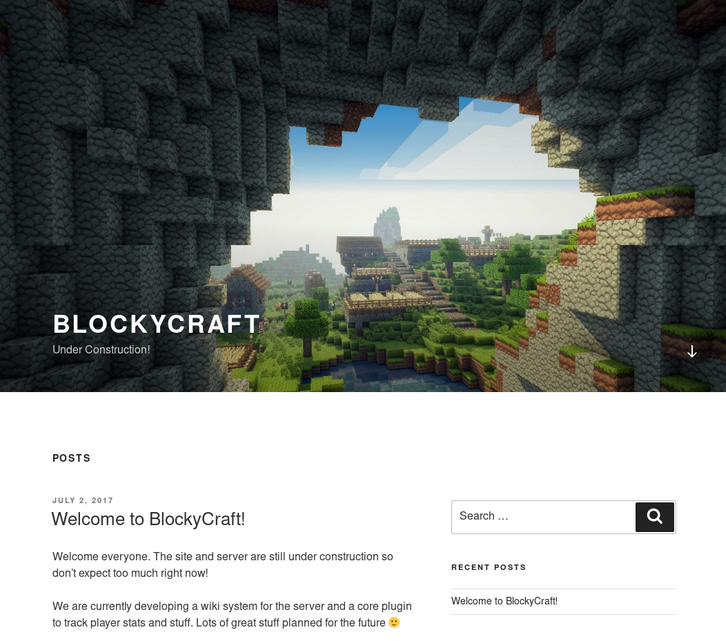 BLOCKYCRAFT
Under Construction!
POSTS
JULY 2, 2017
Welcome to BlockyCraft!
Welcome everyone. The site and server are still under construction so
don't expect too much right now!
We are currently developing a wiki system for the server and a core plugin
to track player stats and stuff. Lots of great stuff planned for the future 🙂
Search …
RECENT POSTS
Welcome to BlockyCraft!